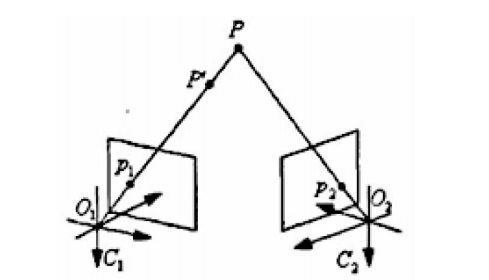 P
P'
p₁
p₂
O₁
O₂
C₁
C₂